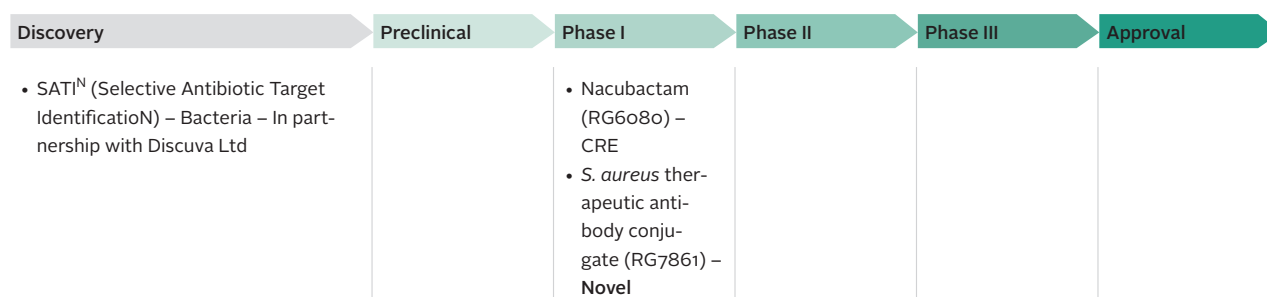 Discovery
Preclinical
Phase I
Phase II
Phase III
Approval
• SATIᴺ (Selective Antibiotic Target
IdentificatioN) – Bacteria – In part-
nership with Discuva Ltd
• Nacubactam
(RG6080) –
CRE
• S. aureus ther-
apeutic anti-
body conju-
gate (RG7861) –
Novel